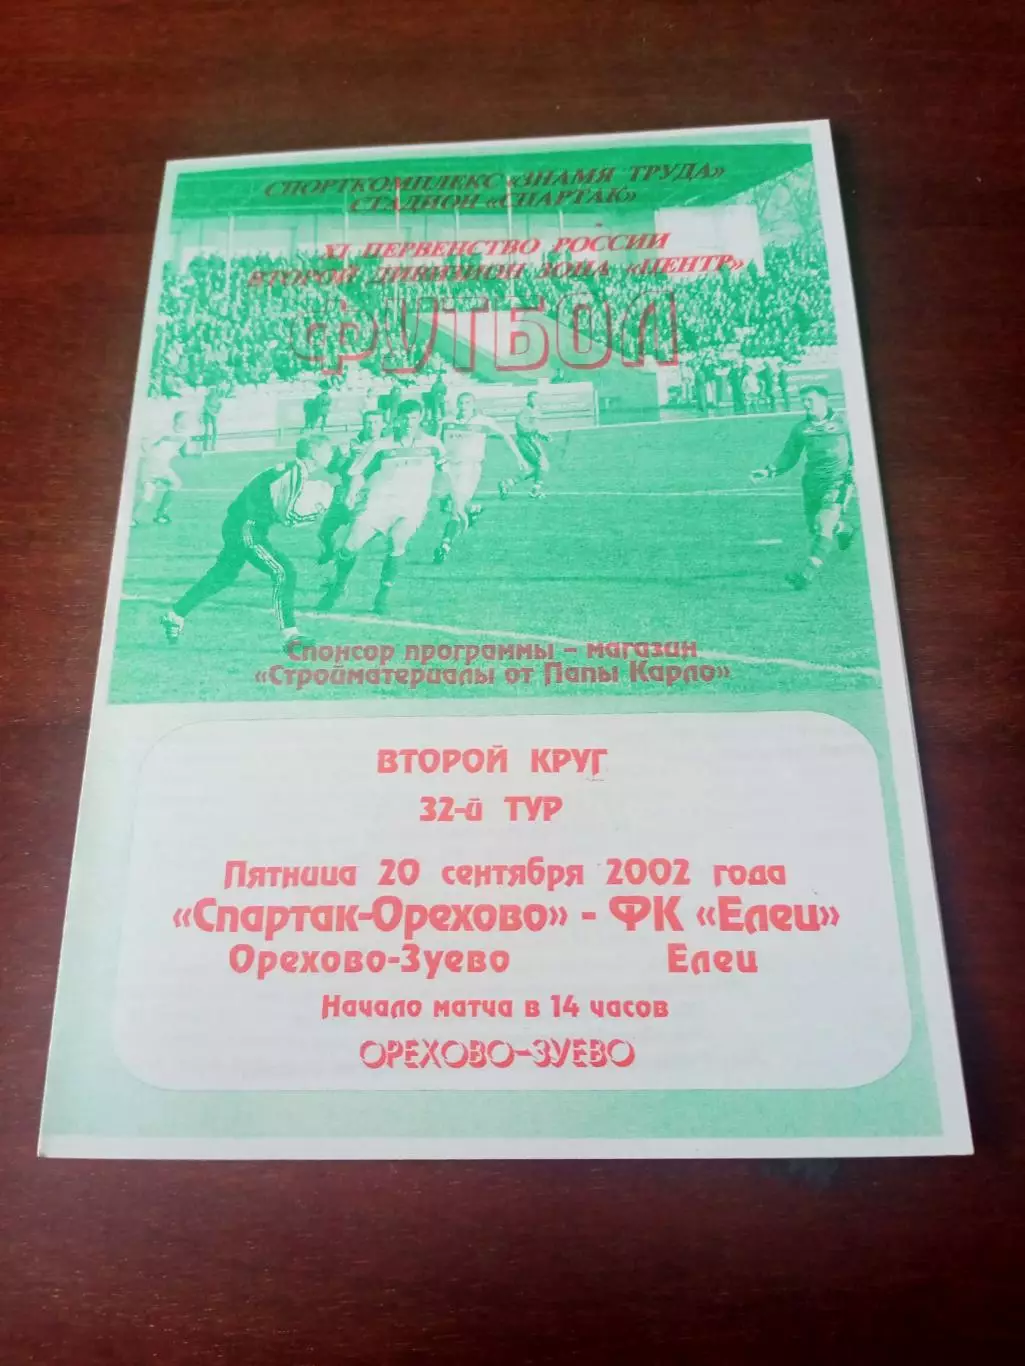 СПОРТКОМПЛЕКС «ЗНАМЯ ТРУДА»
СТАДИОН «СПАРТАК»
XI ПЕРВЕНСТВО РОССИИ
ВТОРОЙ ДИВИЗИОН ЗОНА «ЦЕНТР»
ФУТБОЛ
Спонсор программы – магазин
«Стройматериалы от Папы Карло»
ВТОРОЙ КРУГ
32-й ТУР
Пятница 20 сентября 2002 года
«Спартак-Орехово» - ФК «Елец»
Орехово-Зуево Елец
Начало матча в 14 часов
ОРЕХОВО-ЗУЕВО